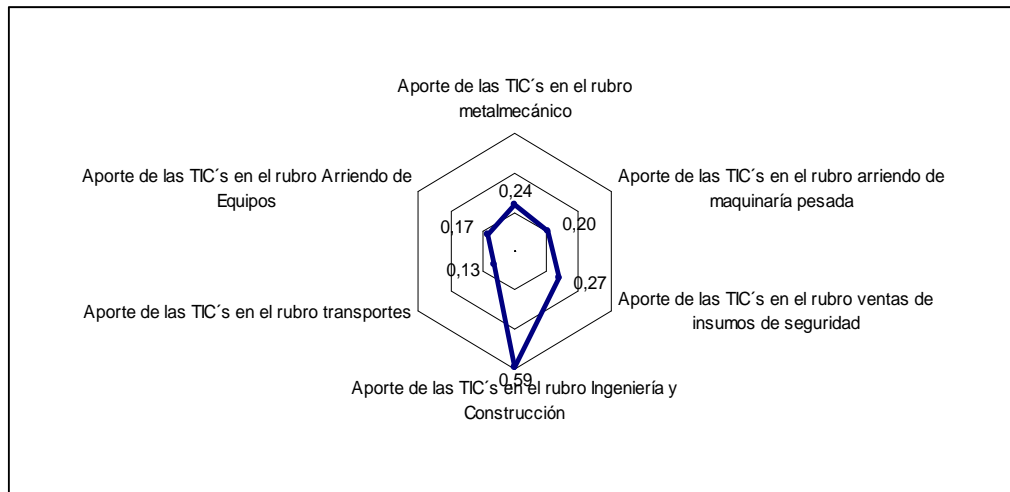 Aporte de las TIC´s en el rubro
metalmecánico
Aporte de las TIC´s en el rubro arriendo de
maquinaría pesada
Aporte de las TIC´s en el rubro ventas de
insumos de seguridad
Aporte de las TIC´s en el rubro Ingeniería y
Construcción
Aporte de las TIC´s en el rubro transportes
Aporte de las TIC´s en el rubro Arriendo de
Equipos
0,24
0,20
0,27
0,59
0,13
0,17